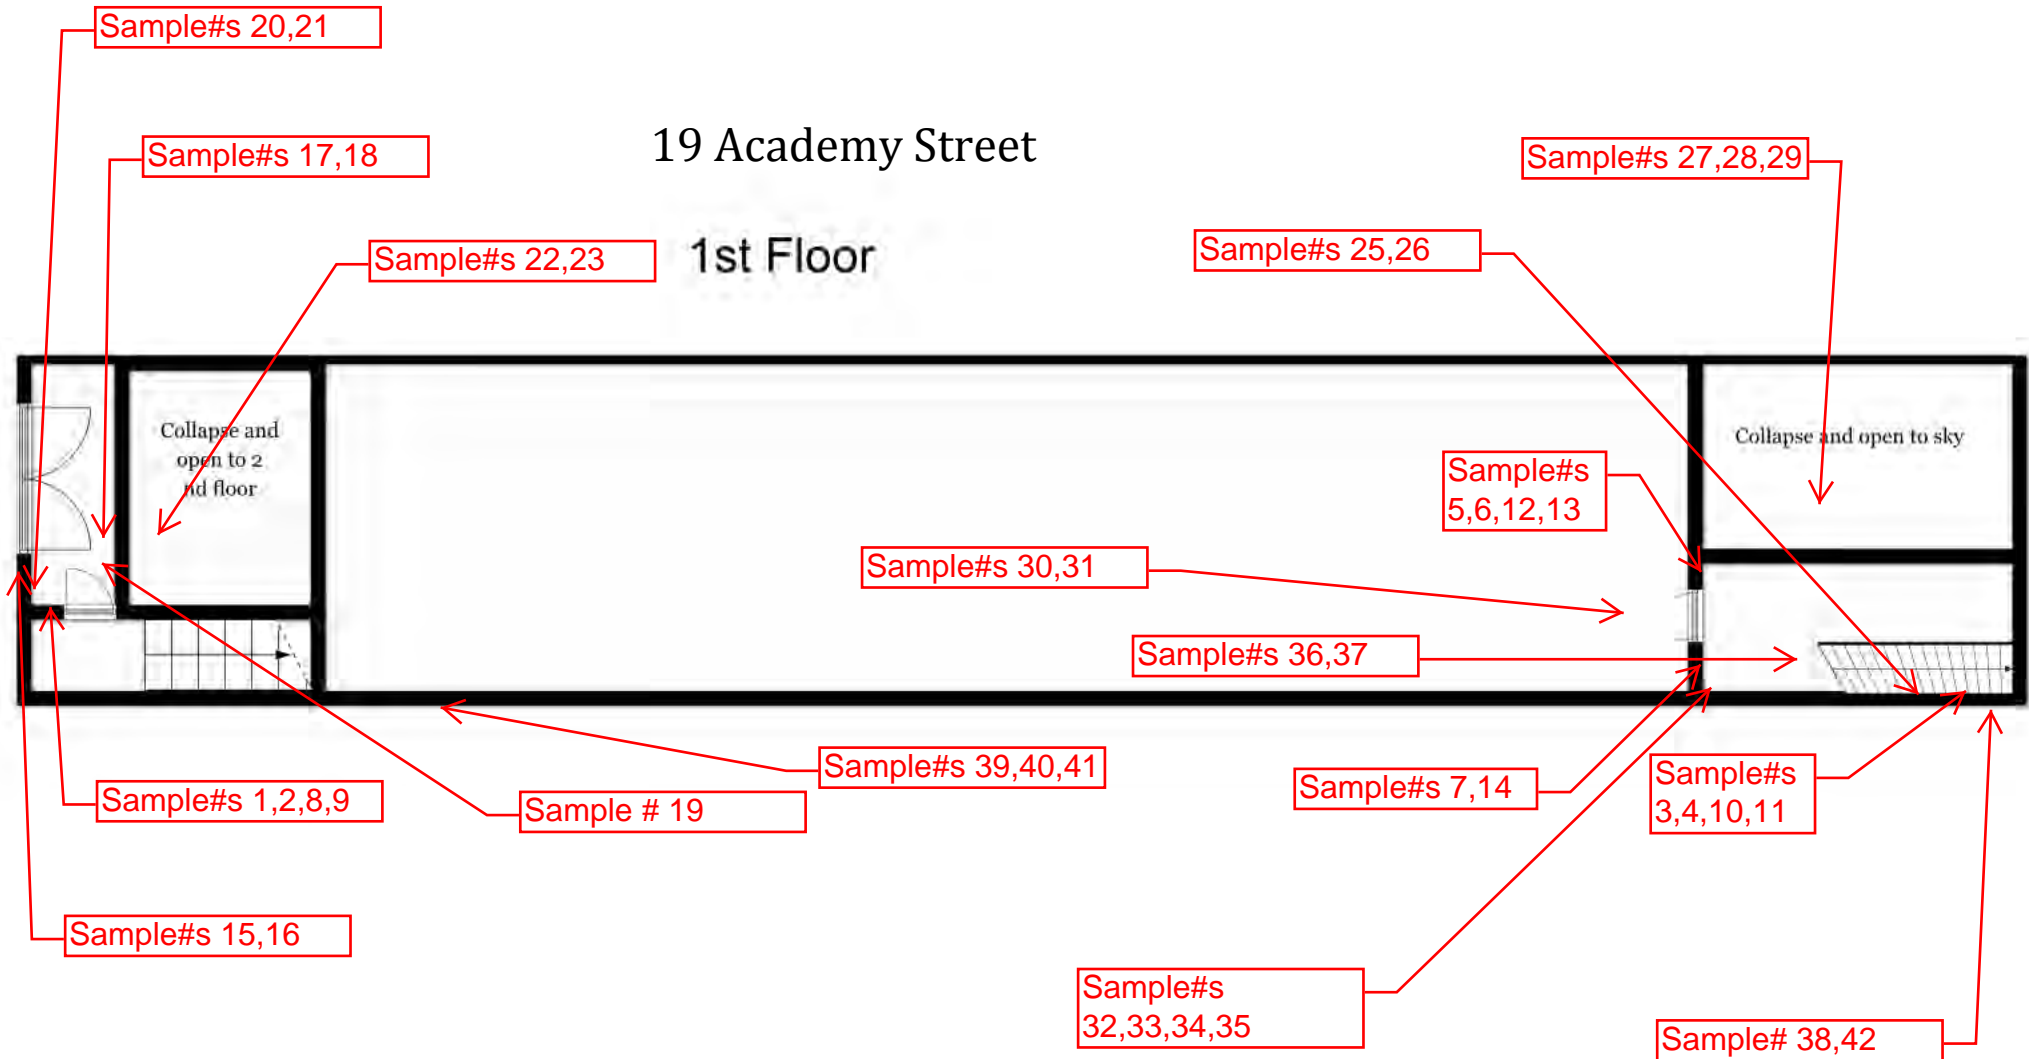 Sample#s 20,21
19 Academy Street
Sample#s 17,18
Sample#s 27,28,29
Sample#s 22,23
1st Floor
Sample#s 25,26
Collapse and
open to 2
nd floor
Collapse and open to sky
Sample#s
5,6,12,13
Sample#s 30,31
Sample#s 36,37
Sample#s 39,40,41
Sample#s 1,2,8,9
Sample # 19
Sample#s 7,14
Sample#s
3,4,10,11
Sample#s 15,16
Sample#s
32,33,34,35
Sample# 38,42